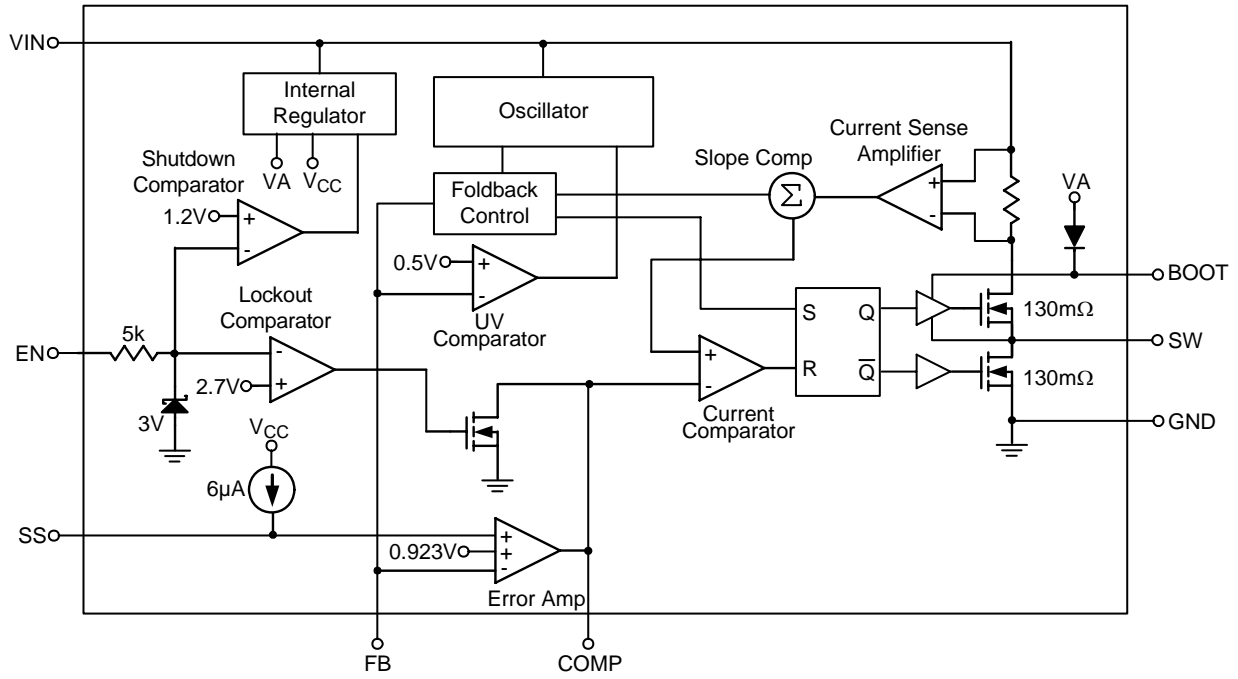 VIN
Internal
Regulator
Oscillator
Current Sense
Amplifier
Shutdown
Comparator
VA
VCC
Slope Comp
Foldback
Control
Σ
+
-
VA
1.2V
+
-
0.5V
+
-
UV
Comparator
BOOT
Lockout
Comparator
S
Q
130mΩ
5k
EN
-
+
2.7V
+
-
R
Q̅
SW
130mΩ
3V
Current
Comparator
VCC
GND
6µA
SS
0.923V
+
+
-
Error Amp
FB
COMP